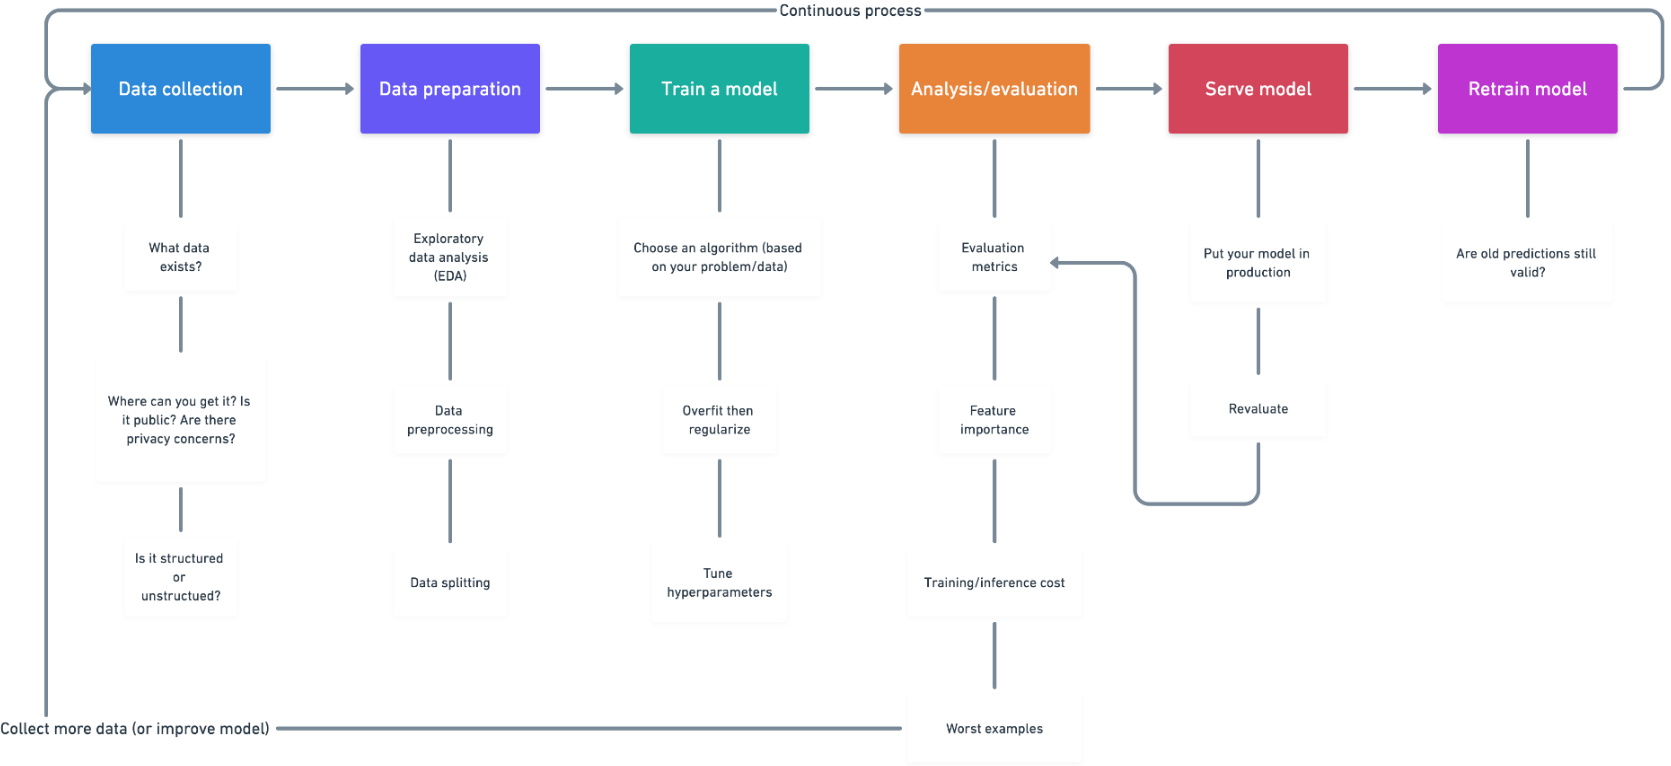 Continuous process
Data collection
Data preparation
Train a model
Analysis/evaluation
Serve model
Retrain model
What data
exists?
Where can you get it? Is
it public? Are there
privacy concerns?
Is it structured
or
unstructued?
Exploratory
data analysis
(EDA)
Data
preprocessing
Data splitting
Choose an algorithm (based
on your problem/data)
Overfit then
regularize
Tune
hyperparameters
Evaluation
metrics
Feature
importance
Training/inference cost
Worst examples
Put your model in
production
Revaluate
Are old predictions still
valid?
Collect more data (or improve model)